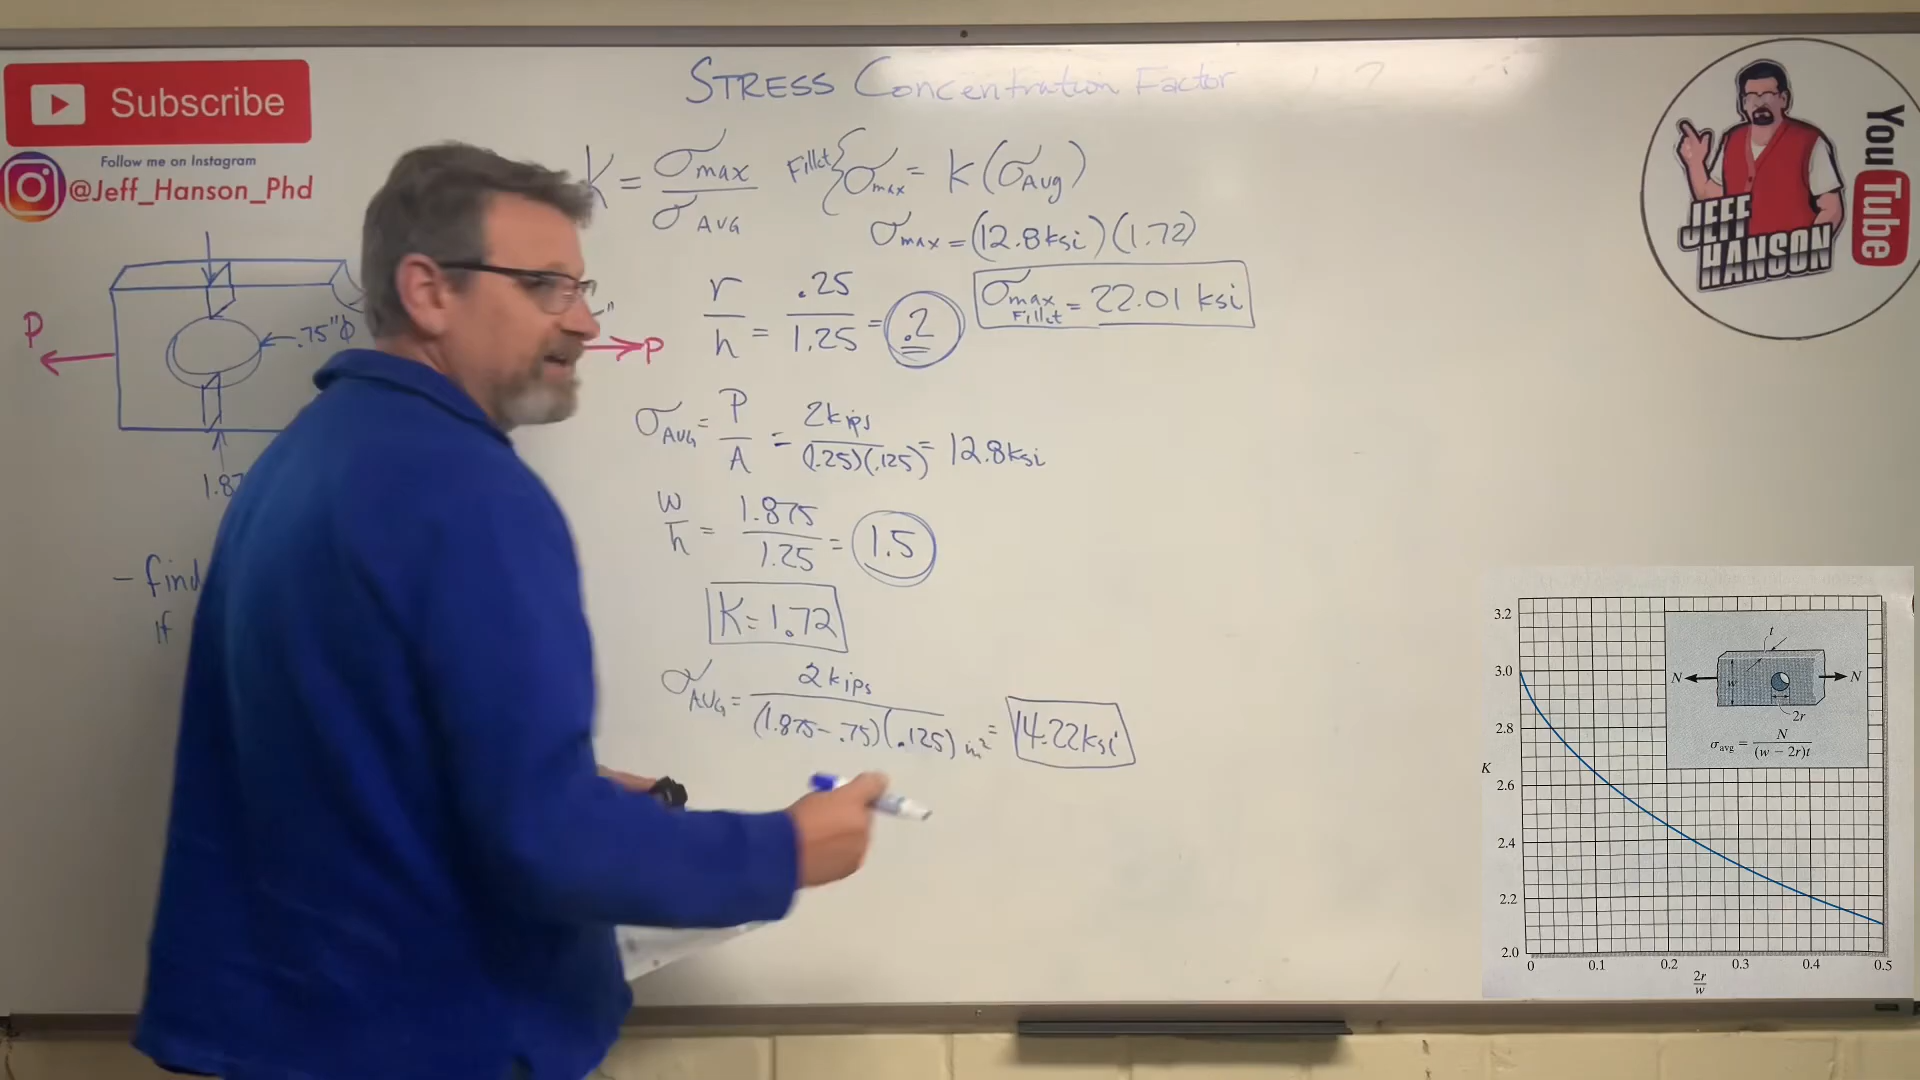 STRESS Concentration Factor
Subscribe
Follow me on Instagram
@Jeff_Hanson_Phd
YouTube
JEFF HANSON
K = σmax / σAVG
Fillet { σmax = K (σAVG)
σmax = (12.8ksi)(1.72)
r/h = .25/1.25 = .2
σmax Fillet = 22.01 ksi
P
.75"φ
P
σAVG = P/A = 2kips/(1.25)(.125) = 12.8ksi
w/h = 1.875/1.25 = 1.5
K = 1.72
- find
If
σAVG = 2kips/(1.875-.75)(.125) in² = 14.22ksi
3.2
3.0
2.8
2.6
2.4
2.2
2.0
K
0 0.1 0.2 0.3 0.4 0.5
2r/w
t
N
w
N
2r
σavg = N/(w − 2r)t